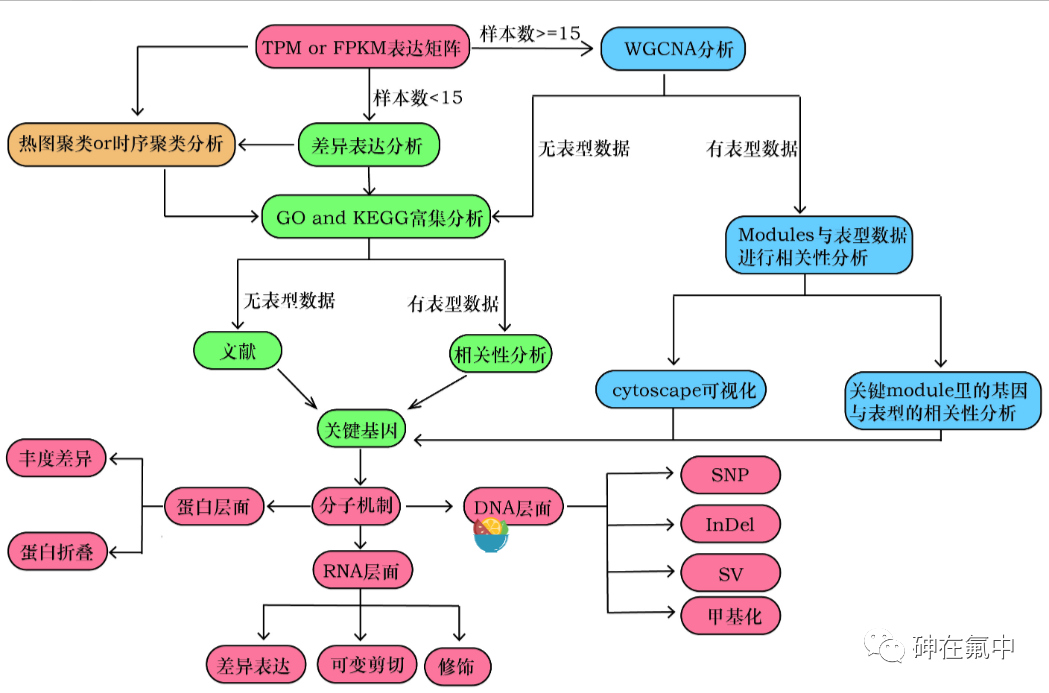 TPM or FPKM表达矩阵
样本数>=15
WGCNA分析
样本数<15
热图聚类or时序聚类分析
差异表达分析
无表型数据
有表型数据
GO and KEGG富集分析
Modules与表型数据
进行相关性分析
无表型数据
有表型数据
文献
相关性分析
cytoscape可视化
关键module里的基因
与表型的相关性分析
关键基因
丰度差异
蛋白层面
分子机制
DNA层面
SNP
InDel
蛋白折叠
RNA层面
SV
甲基化
差异表达
可变剪切
修饰
砷在氟中